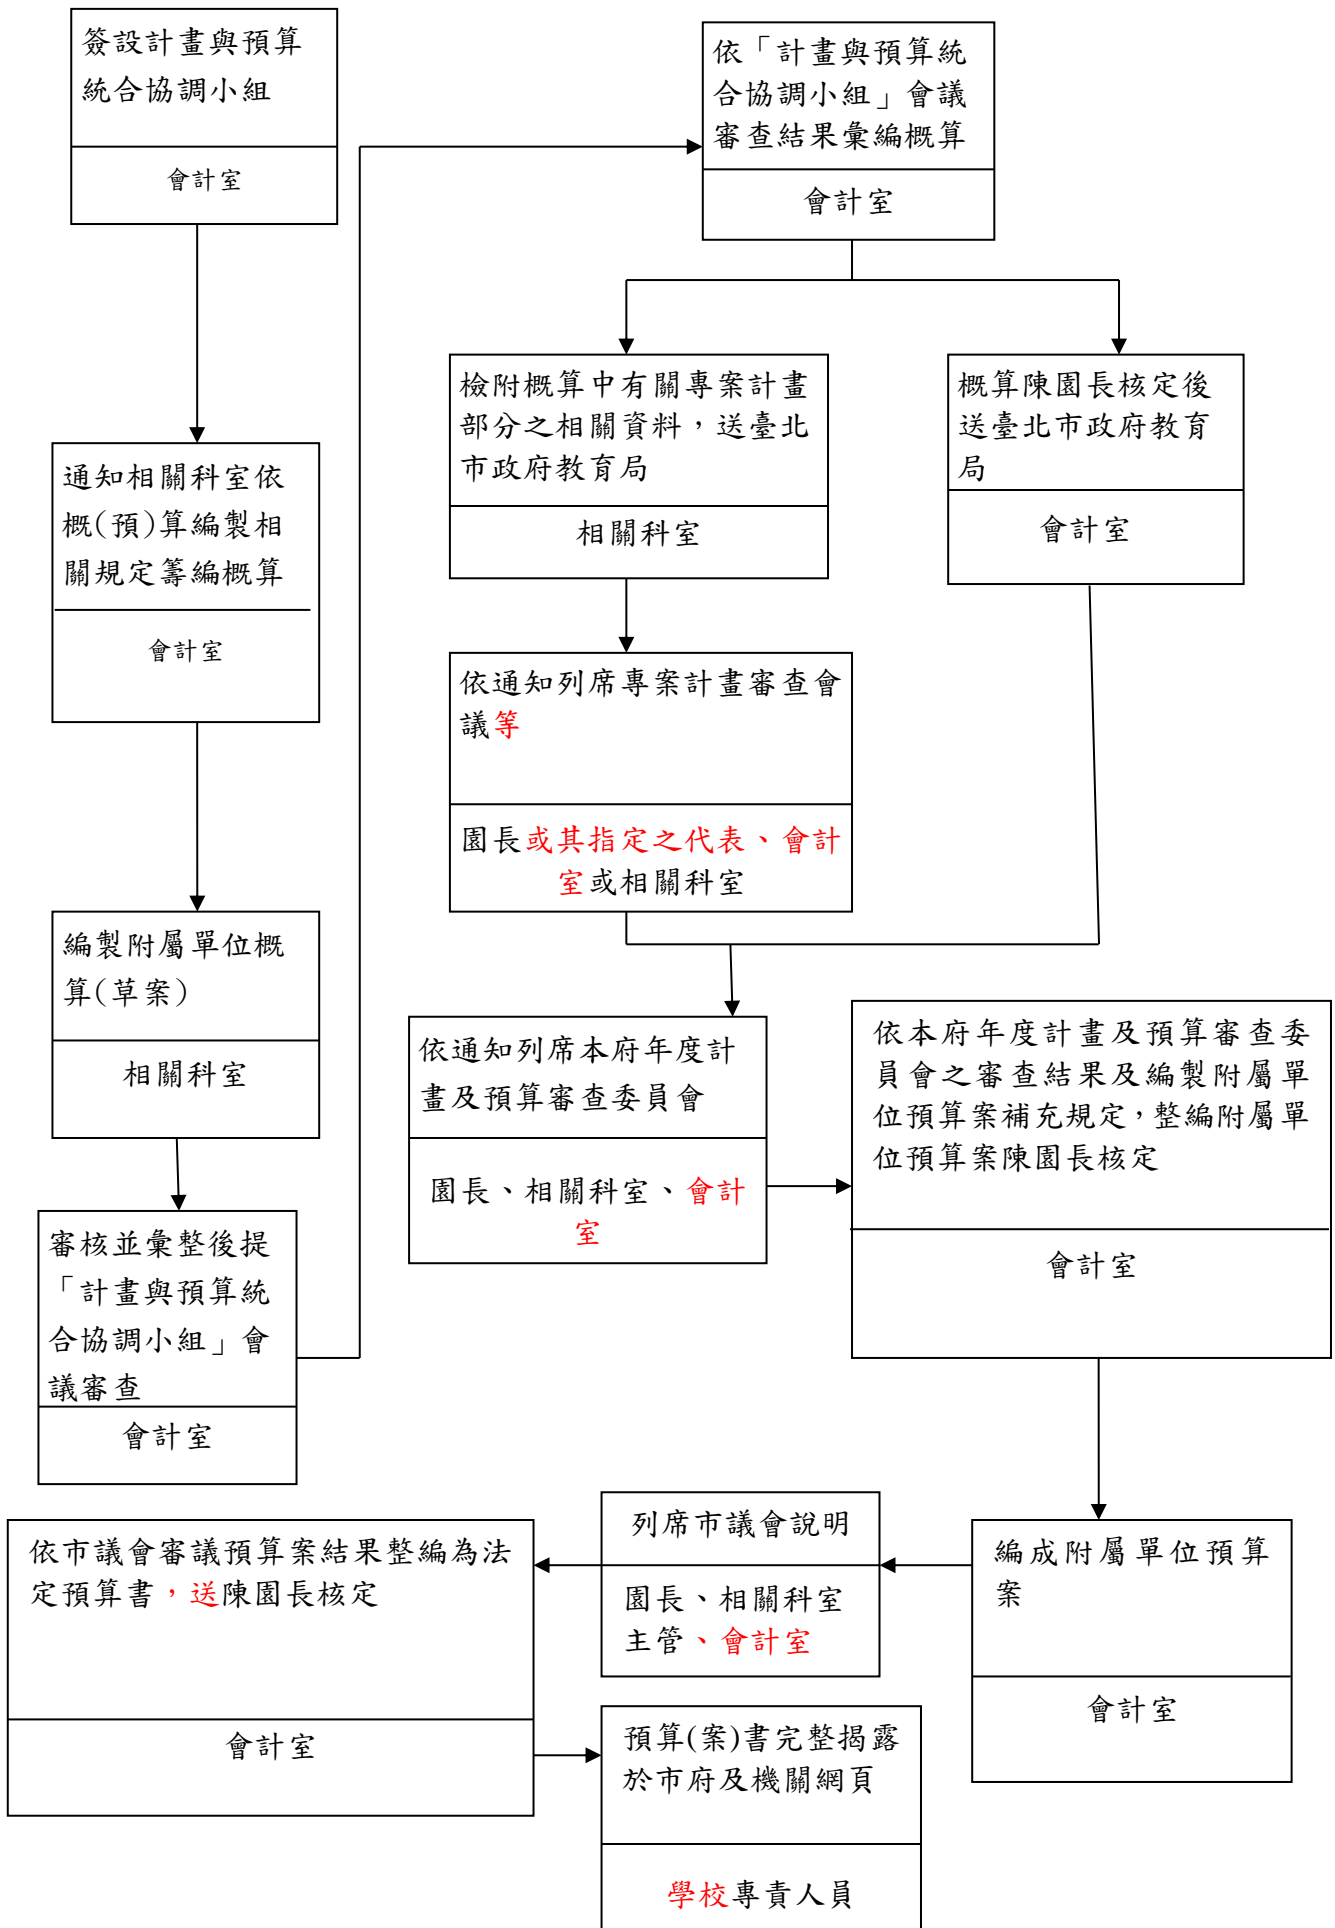 簽設計畫與預算
統合協調小組
會計室
通知相關科室依
概(預)算編製相
關規定籌編概算
會計室
編製附屬單位概
算(草案)
相關科室
審核並彙整後提
「計畫與預算統
合協調小組」會
議審查
會計室
依「計畫與預算統
合協調小組」會議
審查結果彙編概算
會計室
檢附概算中有關專案計畫
部分之相關資料，送臺北
市政府教育局
相關科室
概算陳園長核定後
送臺北市政府教育
局
會計室
依通知列席專案計畫審查會
議等
園長或其指定之代表、會計
室或相關科室
依通知列席本府年度計
畫及預算審查委員會
園長、相關科室、會計
室
依本府年度計畫及預算審查委
員會之審查結果及編製附屬單
位預算案補充規定，整編附屬單
位預算案陳園長核定
會計室
編成附屬單位預算
案
會計室
列席市議會說明
園長、相關科室
主管、會計室
依市議會審議預算案結果整編為法
定預算書，送陳園長核定
會計室
預算(案)書完整揭露
於市府及機關網頁
學校專責人員